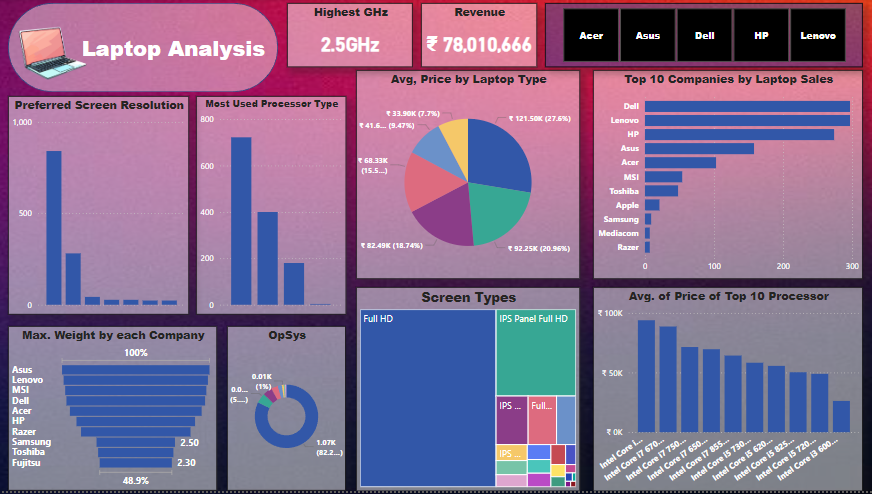 Laptop Analysis
Highest GHz
2.5GHz
Revenue
₹ 78,010,666
Acer
Asus
Dell
HP
Lenovo
Preferred Screen Resolution
1,000
500
0
Most Used Processor Type
800
600
400
200
0
Avg, Price by Laptop Type
₹ 33.90K (7.7%)
₹ 41.6... (9.47%)
₹ 68.33K
(15.5...)
₹ 82.49K (18.74%)
₹ 121.50K (27.6%)
₹ 92.25K (20.96%)
Top 10 Companies by Laptop Sales
Dell
Lenovo
HP
Asus
Acer
MSI
Toshiba
Apple
Samsung
Mediacom
Razer
0
100
200
300
Max. Weight by each Company
100%
Asus
Lenovo
MSI
Dell
Acer
HP
Razer
Samsung
2.50
Toshiba
Fujitsu
2.30
48.9%
OpSys
0.01K
(1%)
0.0...
(5....)
1.07K
(82.2...)
Screen Types
Full HD
IPS Panel Full HD
IPS ...
Full...
IPS ...
Avg. of Price of Top 10 Processor
₹ 100K
₹ 50K
₹ 0K
Intel Core i...
Intel Core i7 670...
Intel Core i7 750...
Intel Core i7 650...
Intel Core i7 855...
Intel Core i5 730...
Intel Core i5 620...
Intel Core i5 825...
Intel Core i5 720...
Intel Core i3 600...